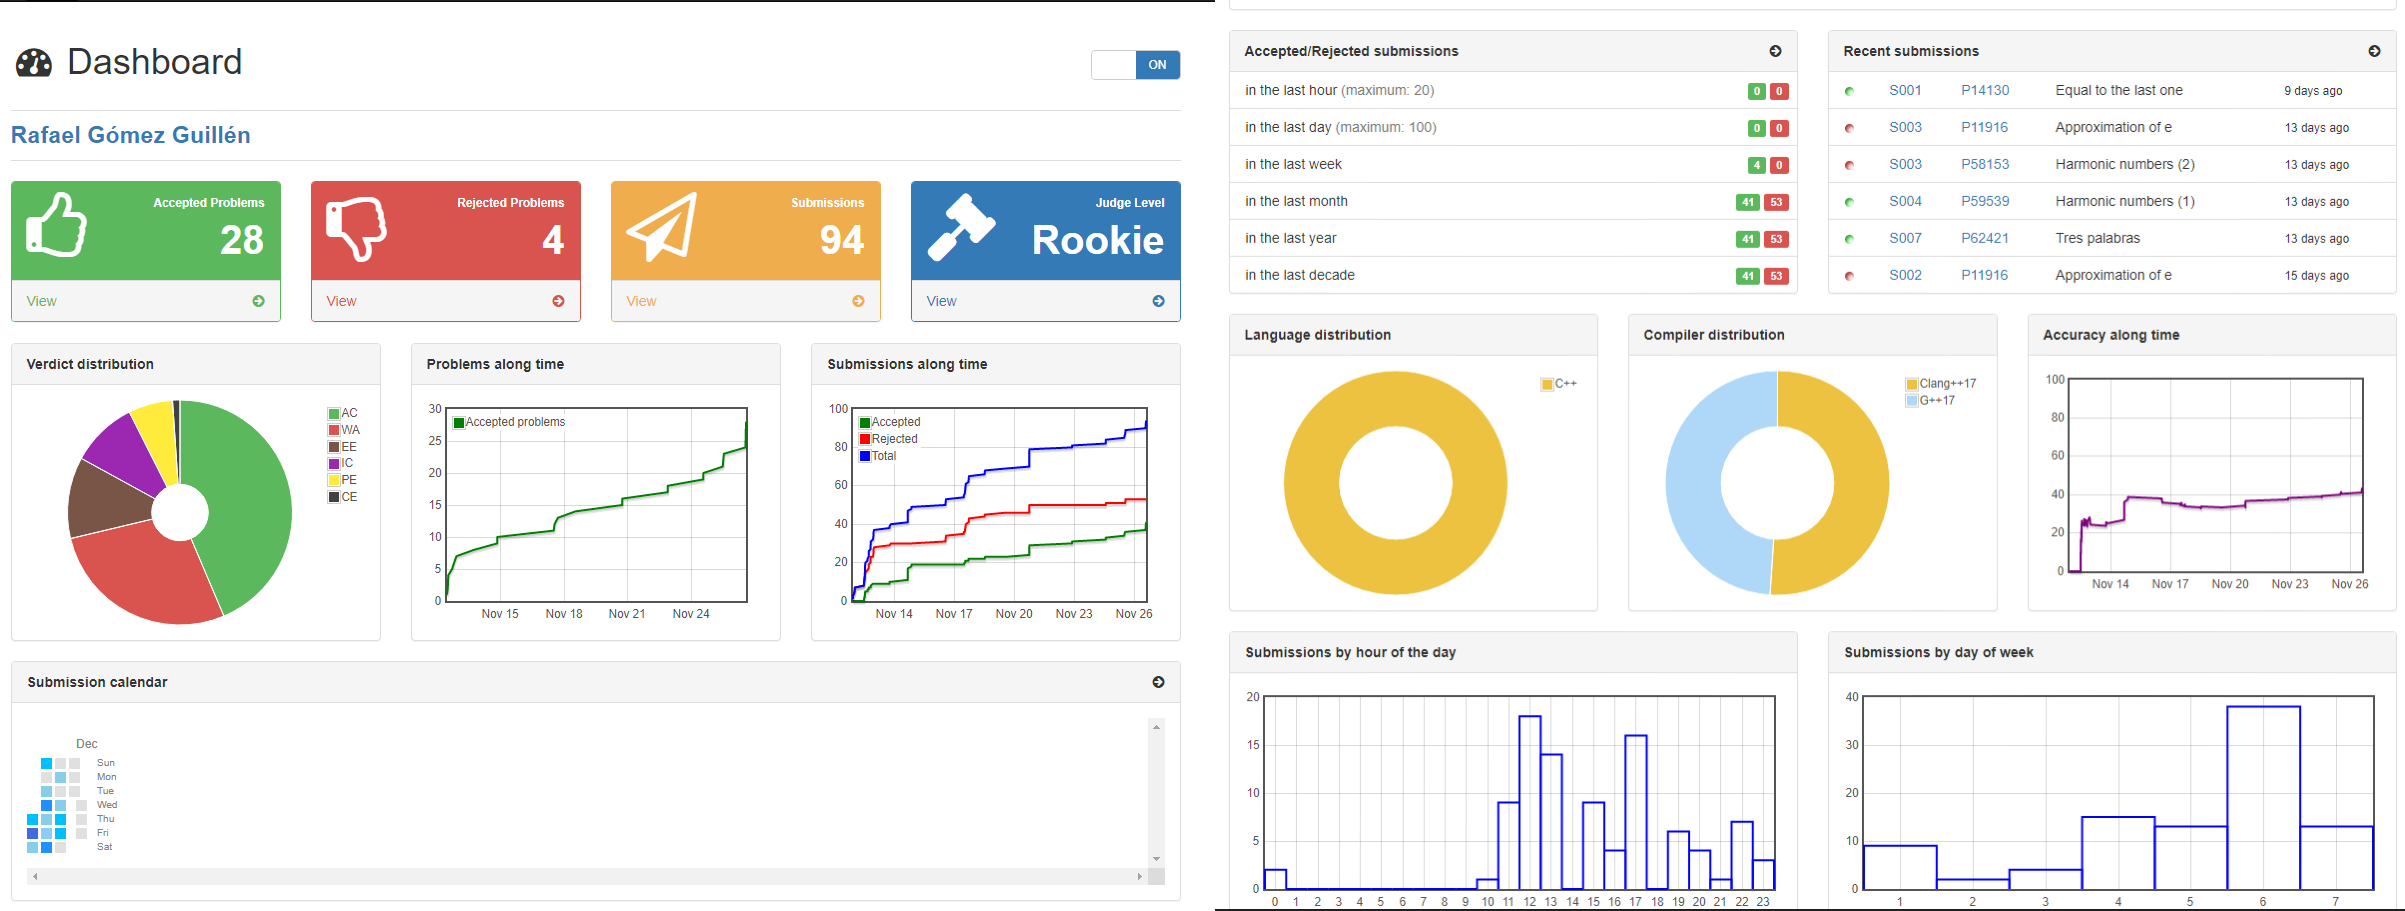 Dashboard
ON
Rafael Gómez Guillén
Accepted Problems
28
View
Rejected Problems
4
View
Submissions
94
View
Judge Level
Rookie
View
Verdict distribution
AC
WA
EE
IC
PE
CE
Problems along time
Accepted problems
30
25
20
15
10
5
0
Nov 15 Nov 18 Nov 21 Nov 24
Submissions along time
Accepted
Rejected
Total
100
80
60
40
20
0
Nov 14 Nov 17 Nov 20 Nov 23 Nov 26
Submission calendar
Dec
Sun
Mon
Tue
Wed
Thu
Fri
Sat
Accepted/Rejected submissions
in the last hour (maximum: 20) 0 0
in the last day (maximum: 100) 0 0
in the last week 4 0
in the last month 41 53
in the last year 41 53
in the last decade 41 53
Recent submissions
S001 P14130 Equal to the last one 9 days ago
S003 P11916 Approximation of e 13 days ago
S003 P58153 Harmonic numbers (2) 13 days ago
S004 P59539 Harmonic numbers (1) 13 days ago
S007 P62421 Tres palabras 13 days ago
S002 P11916 Approximation of e 15 days ago
Language distribution
C++
Compiler distribution
Clang++17
G++17
Accuracy along time
100
80
60
40
20
0
Nov 14 Nov 17 Nov 20 Nov 23 Nov 26
Submissions by hour of the day
20
15
10
5
0
0 1 2 3 4 5 6 7 8 9 10 11 12 13 14 15 16 17 18 19 20 21 22 23
Submissions by day of week
40
30
20
10
0
1 2 3 4 5 6 7